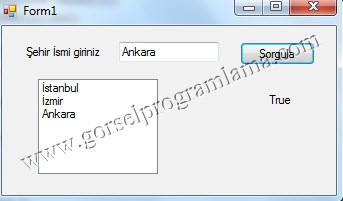 Form1
Şehir İsmi giriniz
Ankara
Sorgula
İstanbul
İzmir
Ankara
True
www.gorselprogramlama.com